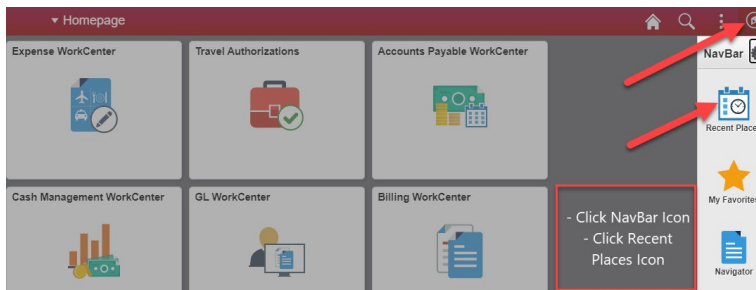 Homepage
NavBar
Expense WorkCenter
Travel Authorizations
Accounts Payable WorkCenter
Recent Place
My Favorites
Cash Management WorkCenter
GL WorkCenter
Billing WorkCenter
- Click NavBar Icon
- Click Recent
Places Icon
Navigator